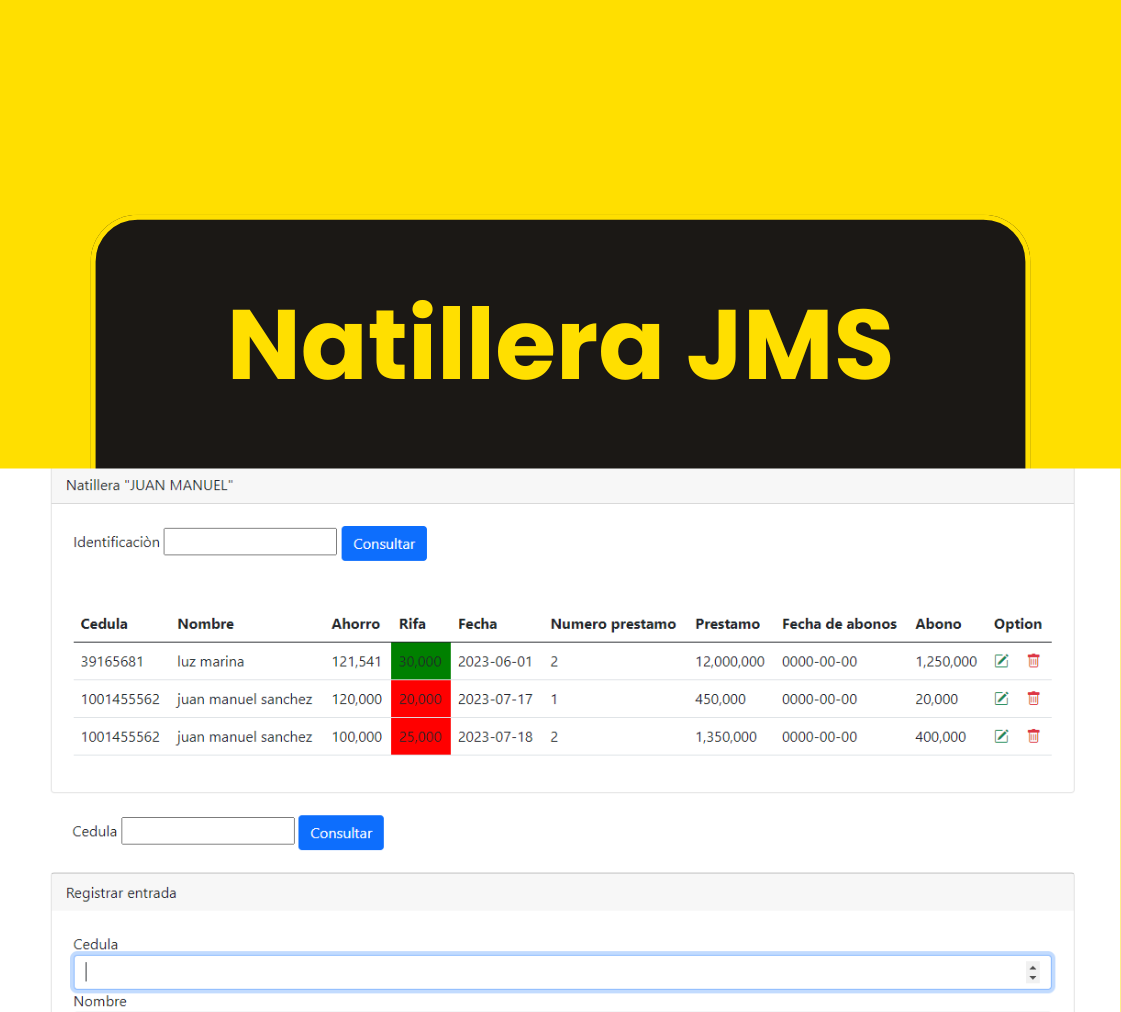 Natillera JMS
Natillera "JUAN MANUEL"
Identificaciòn Consultar
Cedula Nombre Ahorro Rifa Fecha Numero prestamo Prestamo Fecha de abonos Abono Option
39165681 luz marina 121,541 30,000 2023-06-01 2 12,000,000 0000-00-00 1,250,000
1001455562 juan manuel sanchez 120,000 20,000 2023-07-17 1 450,000 0000-00-00 20,000
1001455562 juan manuel sanchez 100,000 25,000 2023-07-18 2 1,350,000 0000-00-00 400,000
Cedula Consultar
Registrar entrada
Cedula
Nombre